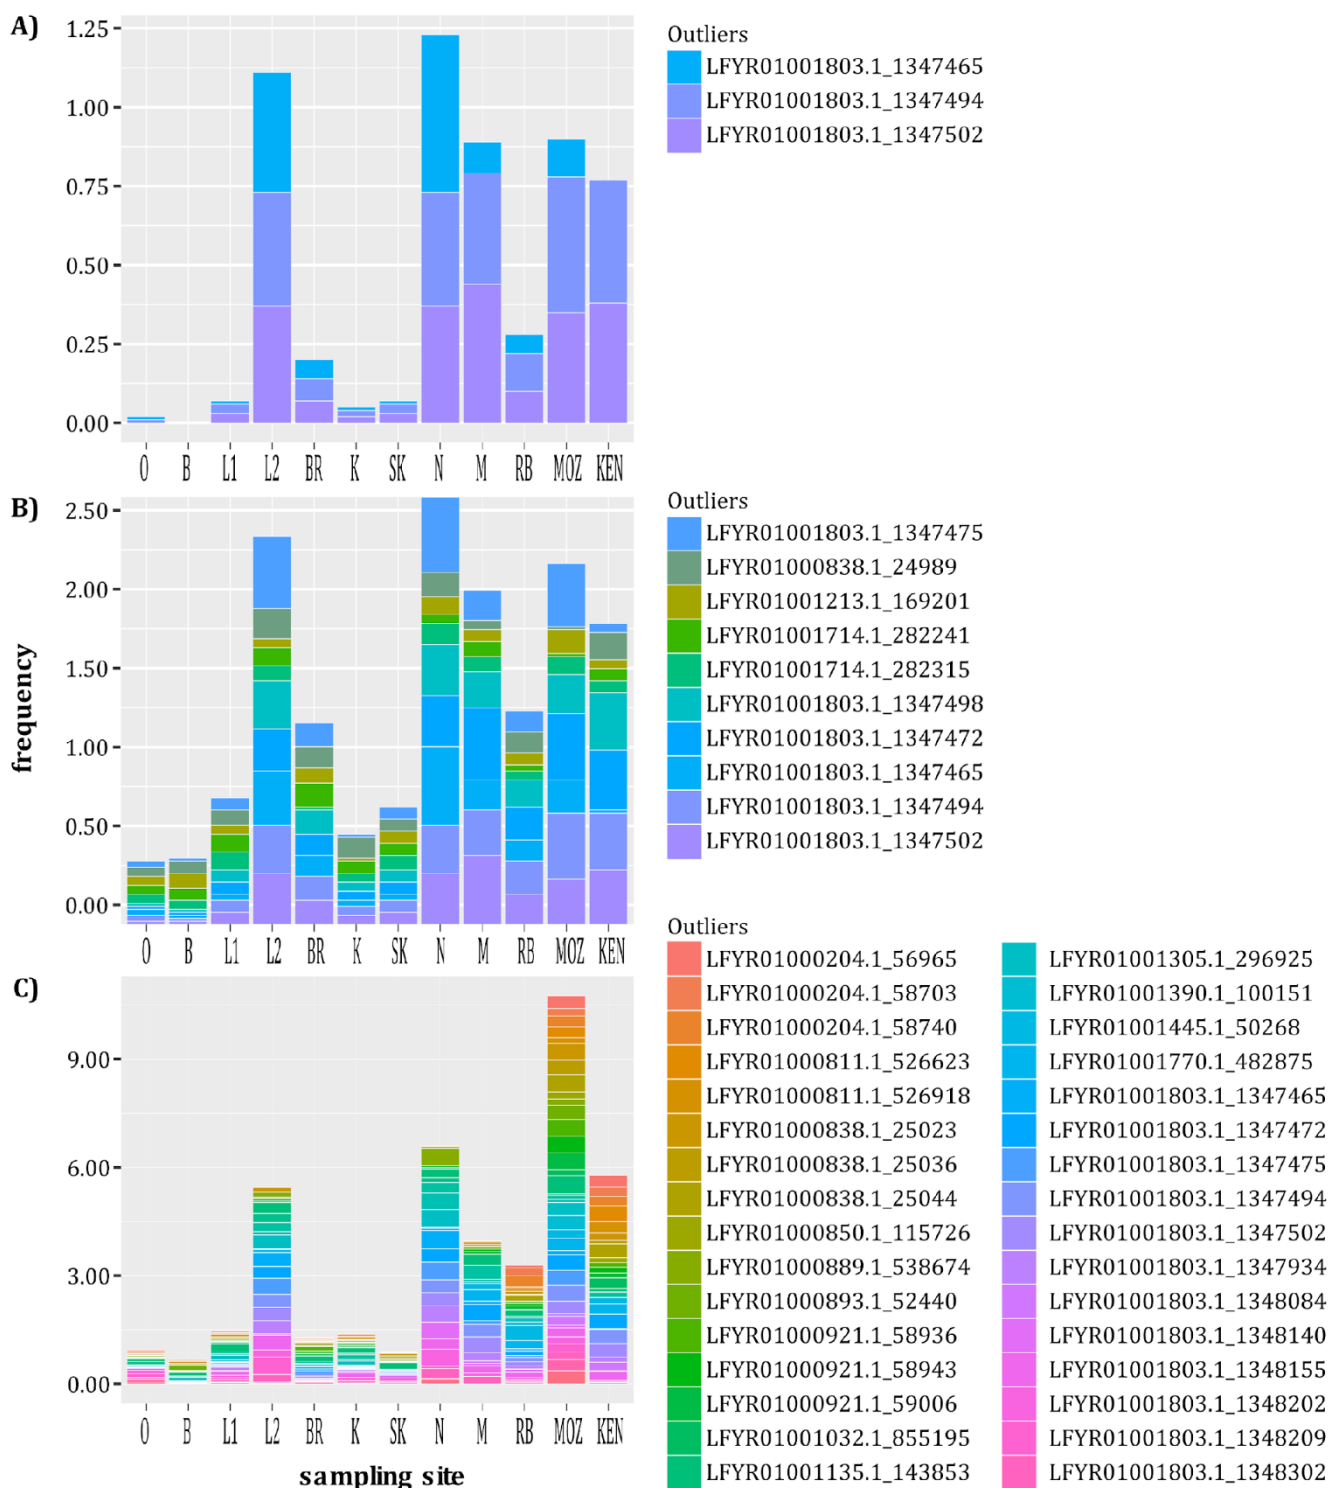 A)
1.25
1.00
0.75
0.50
0.25
0.00
O B L1 L2 BR K SK N M RB MOZ KEN
Outliers
LFYR01001803.1_1347465
LFYR01001803.1_1347494
LFYR01001803.1_1347502
B)
2.50
2.00
1.50
1.00
0.50
0.00
frequency
O B L1 L2 BR K SK N M RB MOZ KEN
Outliers
LFYR01001803.1_1347475
LFYR01000838.1_24989
LFYR01001213.1_169201
LFYR01001714.1_282241
LFYR01001714.1_282315
LFYR01001803.1_1347498
LFYR01001803.1_1347472
LFYR01001803.1_1347465
LFYR01001803.1_1347494
LFYR01001803.1_1347502
C)
9.00
6.00
3.00
0.00
O B L1 L2 BR K SK N M RB MOZ KEN
sampling site
Outliers
LFYR01000204.1_56965
LFYR01000204.1_58703
LFYR01000204.1_58740
LFYR01000811.1_526623
LFYR01000811.1_526918
LFYR01000838.1_25023
LFYR01000838.1_25036
LFYR01000838.1_25044
LFYR01000850.1_115726
LFYR01000889.1_538674
LFYR01000893.1_52440
LFYR01000921.1_58936
LFYR01000921.1_58943
LFYR01000921.1_59006
LFYR01001032.1_855195
LFYR01001135.1_143853
LFYR01001305.1_296925
LFYR01001390.1_100151
LFYR01001445.1_50268
LFYR01001770.1_482875
LFYR01001803.1_1347465
LFYR01001803.1_1347472
LFYR01001803.1_1347475
LFYR01001803.1_1347494
LFYR01001803.1_1347502
LFYR01001803.1_1347934
LFYR01001803.1_1348084
LFYR01001803.1_1348140
LFYR01001803.1_1348155
LFYR01001803.1_1348202
LFYR01001803.1_1348209
LFYR01001803.1_1348302